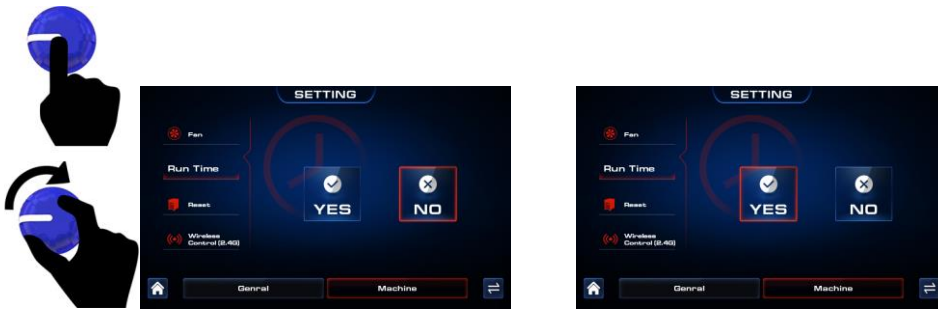 SETTING
Fan
Run Time
YES
NO
Reset
Wireless
Control (2.4G)
Genral
Machine
SETTING
Fan
Run Time
YES
NO
Reset
Wireless
Control (2.4G)
Genral
Machine